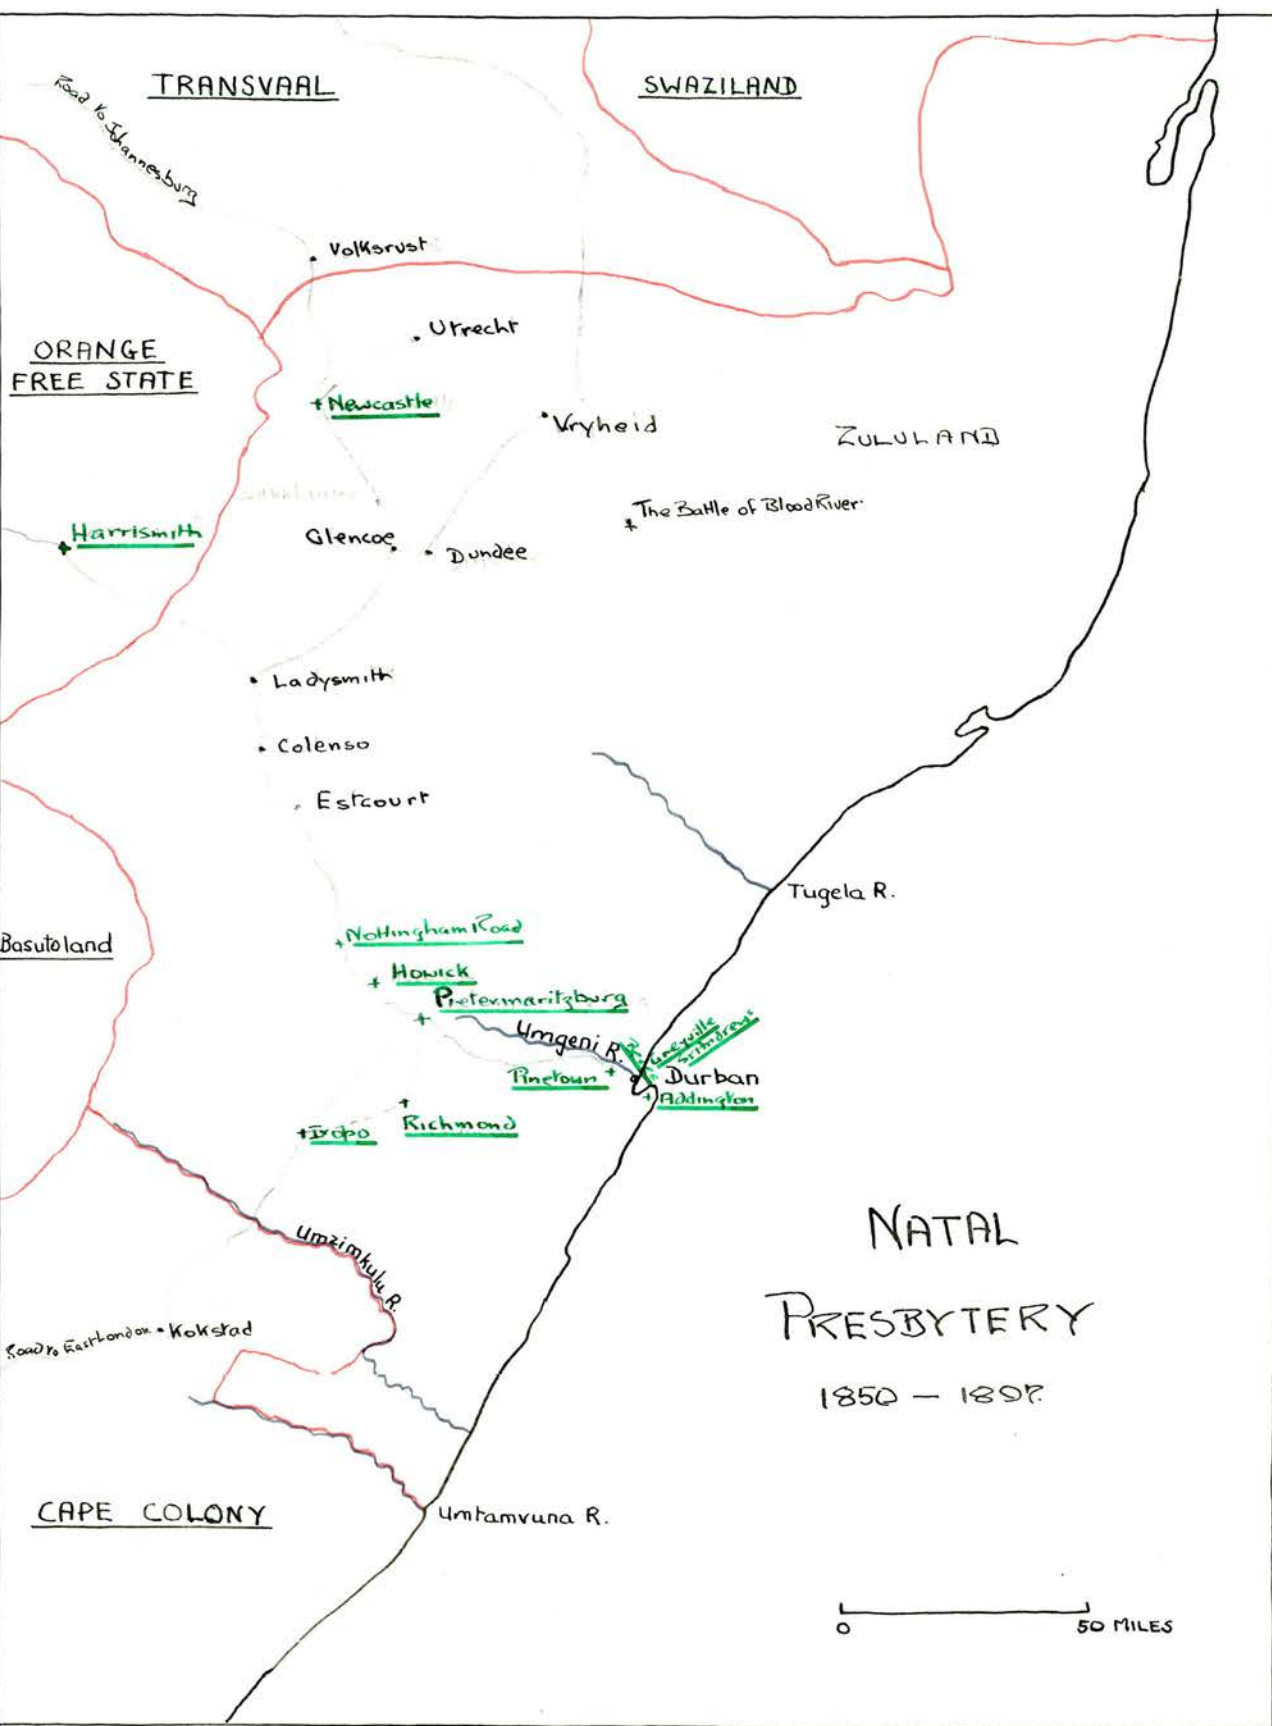 TRANSVAAL
SWAZILAND
Road to Johannesburg
Volksrust
Utrecht
ORANGE
FREE STATE
Newcastle
Vryheid
ZULULAND
The Battle of Blood River
Harrismith
Glencoe
Dundee
Ladysmith
Colenso
Estcourt
Tugela R.
Nottingham Road
Basutoland
Howick
Pietermaritzburg
Umgeni R.
Greyville
St Andrews
Pinetown
Durban
Addington
Richmond
Ixopo
NATAL
PRESBYTERY
1850 - 1897
Umzimkulu R.
Road to East London
Kokstad
CAPE COLONY
Umtamvuna R.
0
50 MILES